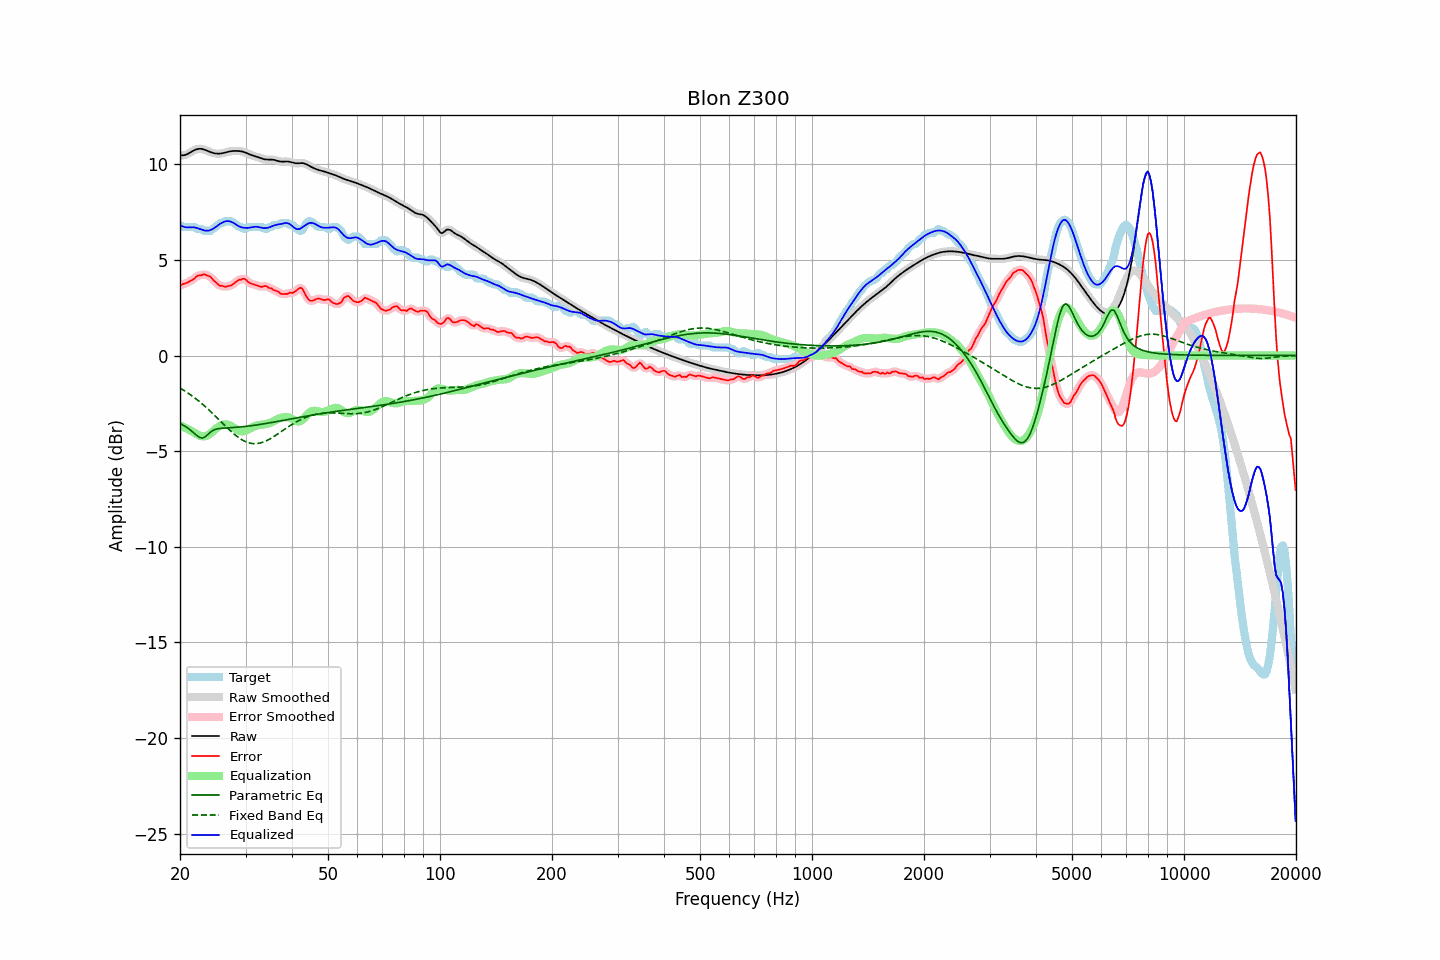 Blon Z300
Amplitude (dBr)
10
5
0
−5
−10
−15
−20
−25
Target
Raw Smoothed
Error Smoothed
Raw
Error
Equalization
Parametric Eq
Fixed Band Eq
Equalized
20 50 100 200 500 1000 2000 5000 10000 20000
Frequency (Hz)